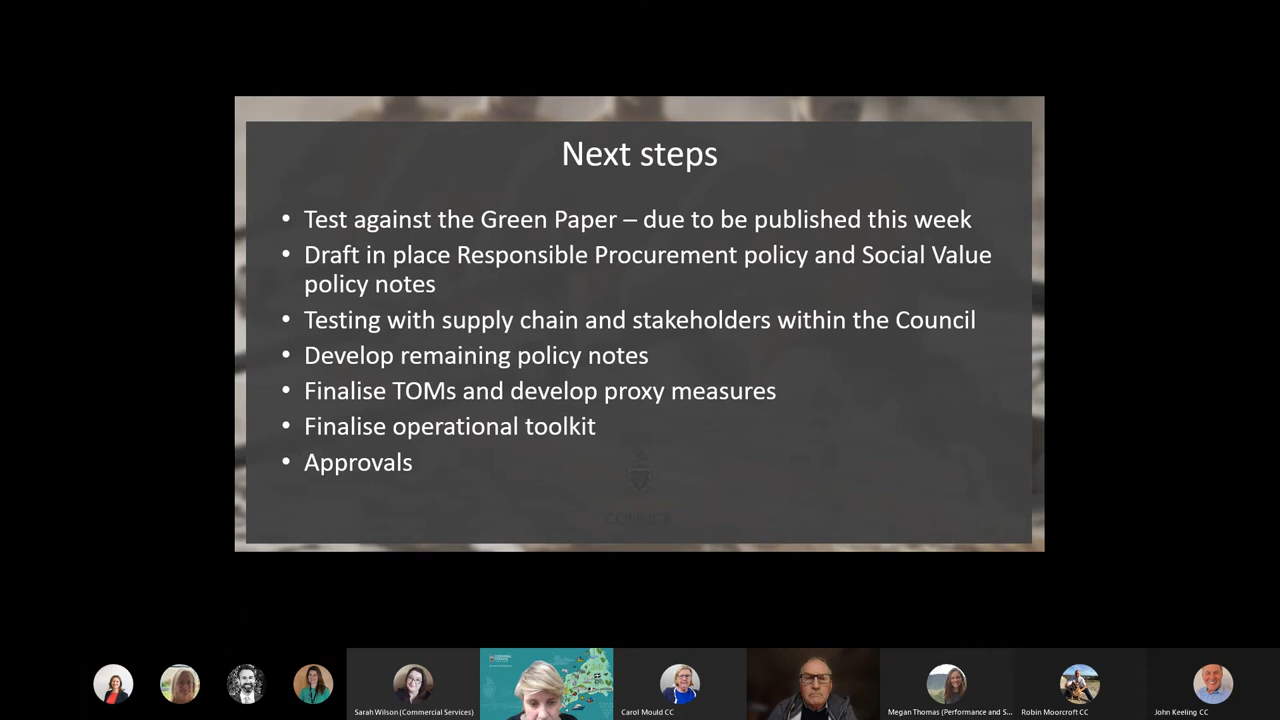 Next steps
• Test against the Green Paper – due to be published this week
• Draft in place Responsible Procurement policy and Social Value
policy notes
• Testing with supply chain and stakeholders within the Council
• Develop remaining policy notes
• Finalise TOMs and develop proxy measures
• Finalise operational toolkit
• Approvals
COUNCIL
Sarah Wilson (Commercial Services)
Carol Mould CC
Megan Thomas (Performance and S...
Robin Moorcroft CC
John Keeling CC